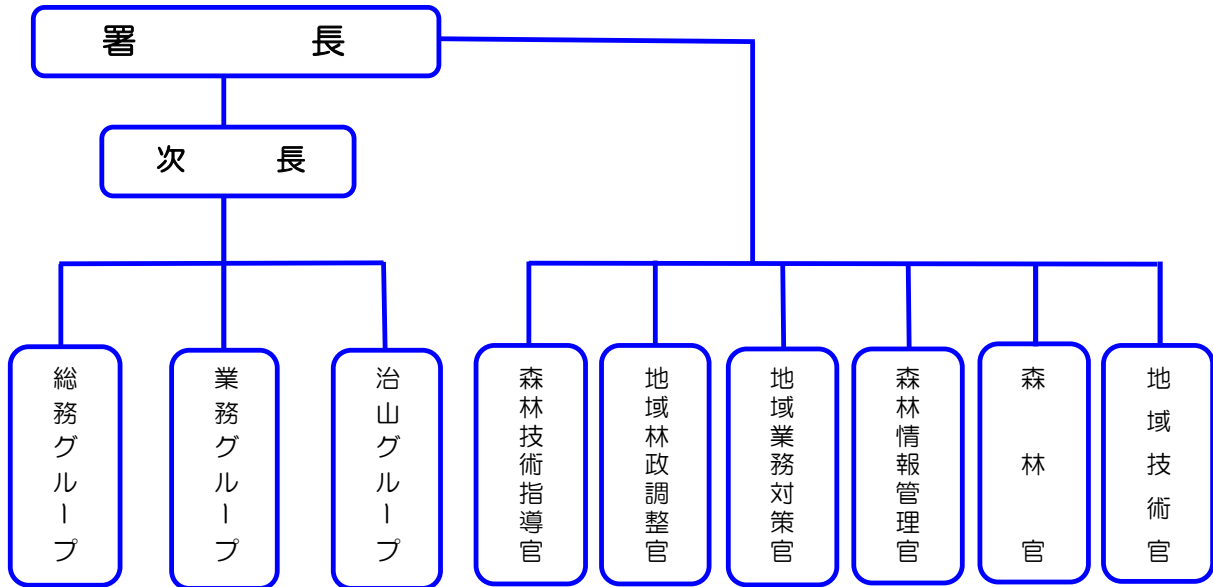 署長
次長
総務グループ
業務グループ
治山グループ
森林技術指導官
地域林政調整官
地域業務対策官
森林情報管理官
森林官
地域技術官